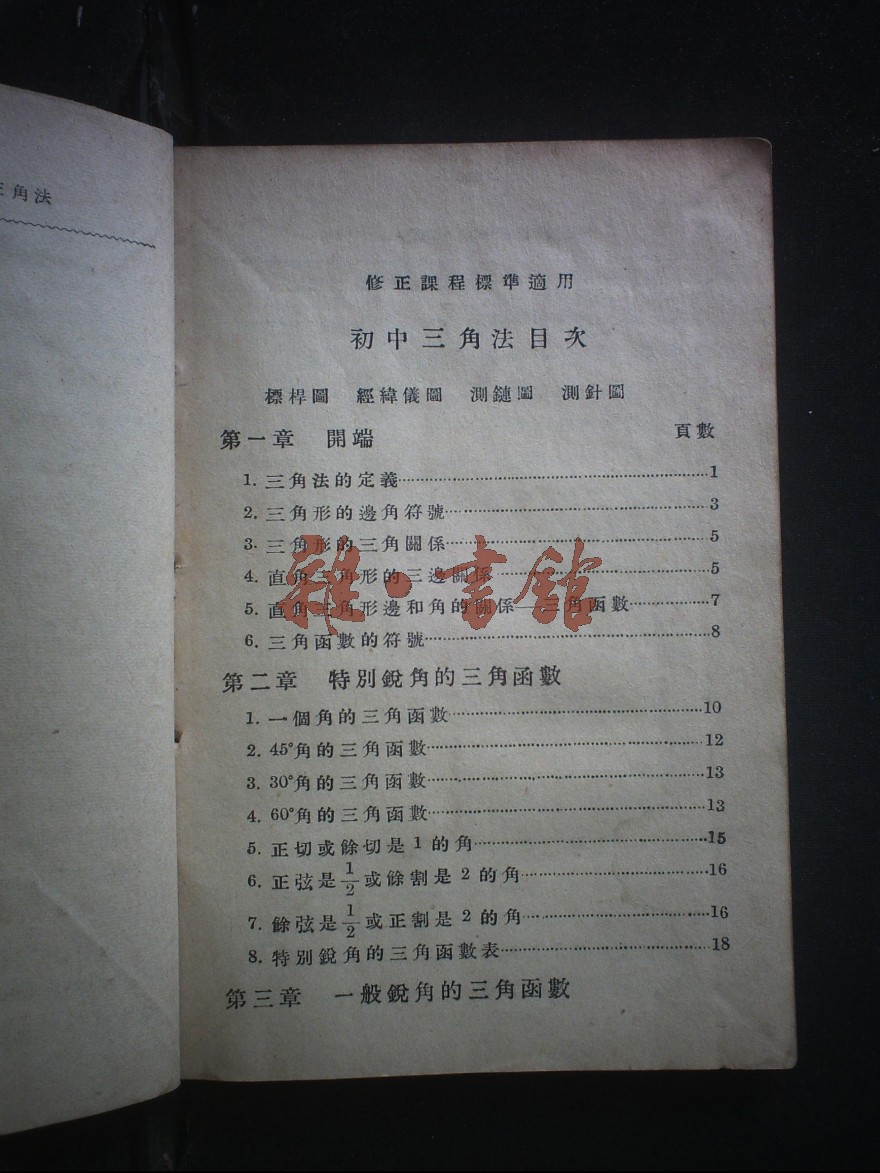 三角法
修正課程標準適用
初中三角法目次
標桿圖 經緯儀圖 測鏈圖 測針圖
第一章 開端 頁數
1. 三角法的定義……1
2. 三角形的邊角符號……3
3. 三角形的三角關係……5
4. 直角三角形的三邊關係……5
5. 直角三角形邊和角的關係—三角函數……7
6. 三角函數的符號……8
雜·書館
第二章 特別銳角的三角函數
1. 一個角的三角函數……10
2. 45°角的三角函數……12
3. 30°角的三角函數……13
4. 60°角的三角函數……13
5. 正切或餘切是1的角……15
6. 正弦是1/2或餘割是2的角……16
7. 餘弦是1/2或正割是2的角……16
8. 特別銳角的三角函數表……18
第三章 一般銳角的三角函數